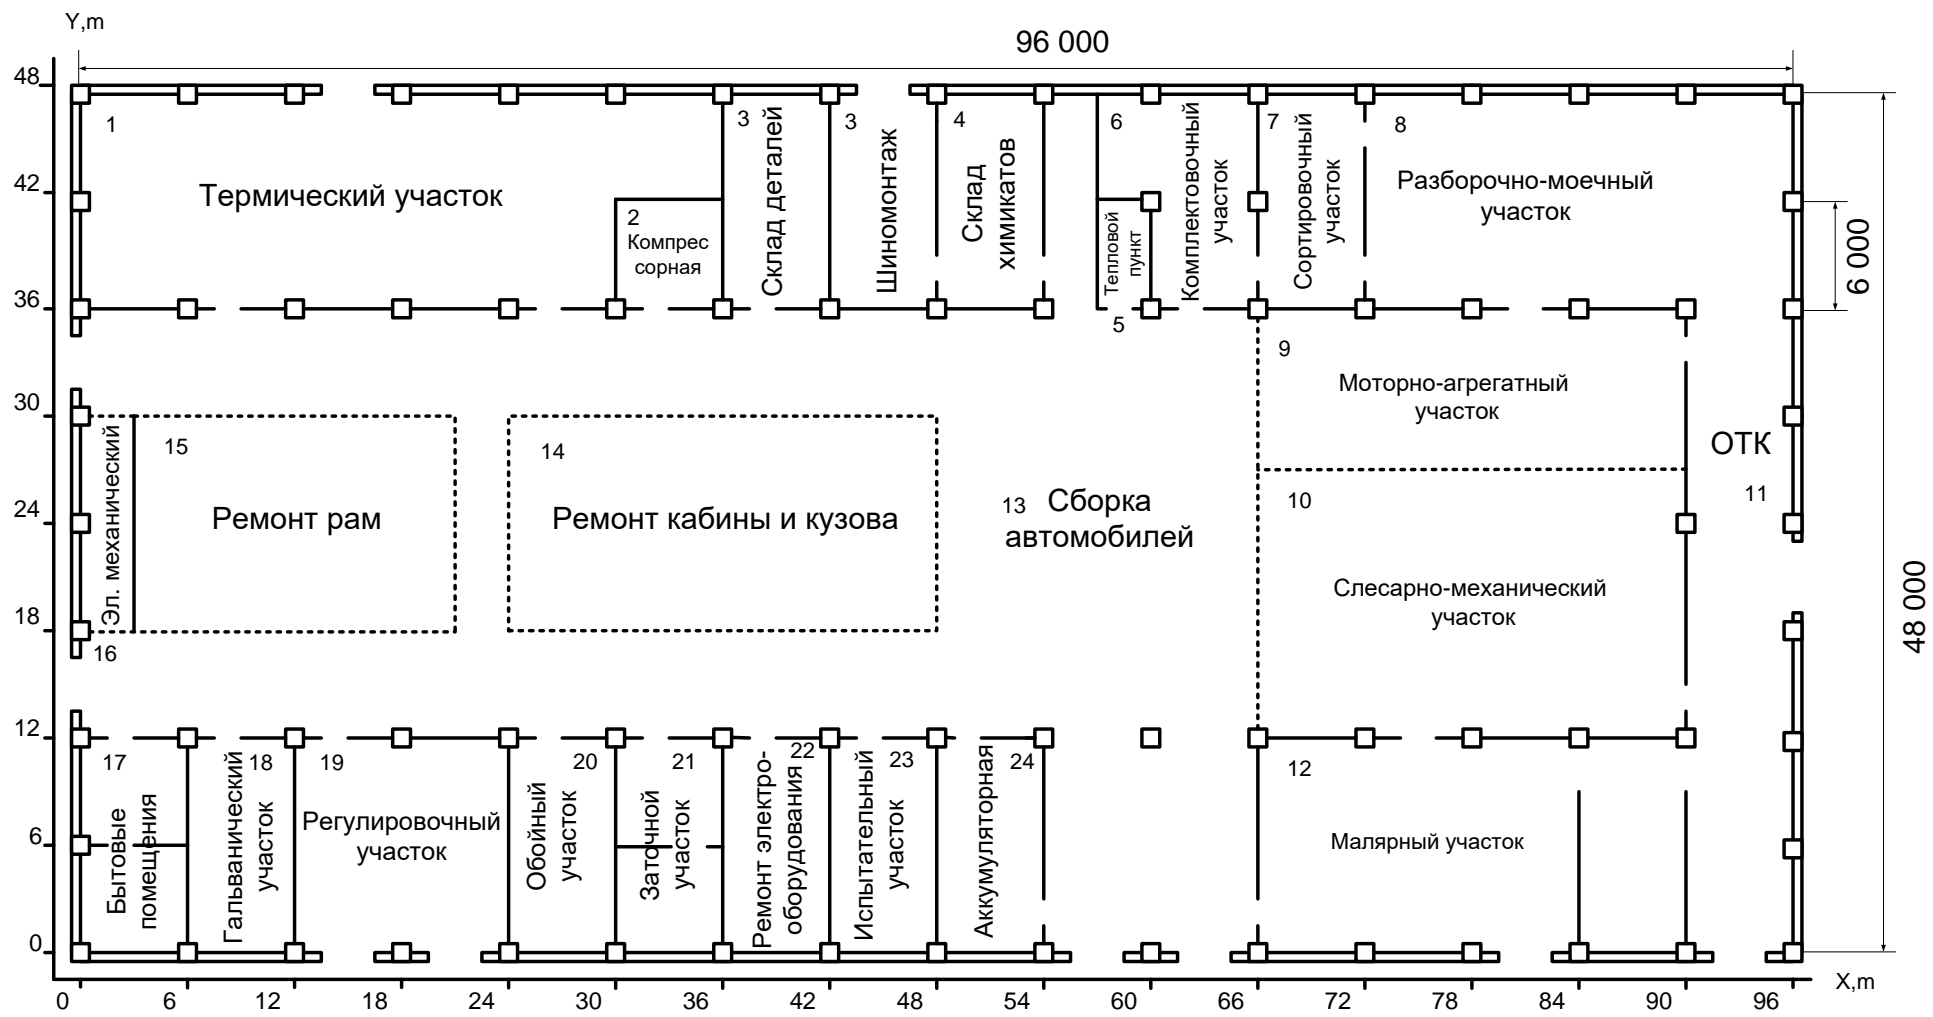 Y,m
96 000
48
42
36
30
24
18
12
6
0
1
Термический участок
2
Компрес
сорная
3
Склад деталей
3
Шиномонтаж
4
Склад
химикатов
6
Тепловой
пункт
5
Комплектовочный
участок
7
Сортировочный
участок
8
Разборочно-моечный
участок
6 000
48 000
9
Моторно-агрегатный
участок
ОТК
11
10
Слесарно-механический
участок
13
Сборка
автомобилей
14
Ремонт кабины и кузова
15
Ремонт рам
Эл. механический
16
17
Бытовые
помещения
18
Гальванический
участок
19
Регулировочный
участок
20
Обойный
участок
21
Заточной
участок
22
Ремонт электро-
оборудования
23
Испытательный
участок
24
Аккумуляторная
12
Малярный участок
0
6
12
18
24
30
36
42
48
54
60
66
72
78
84
90
96
X,m